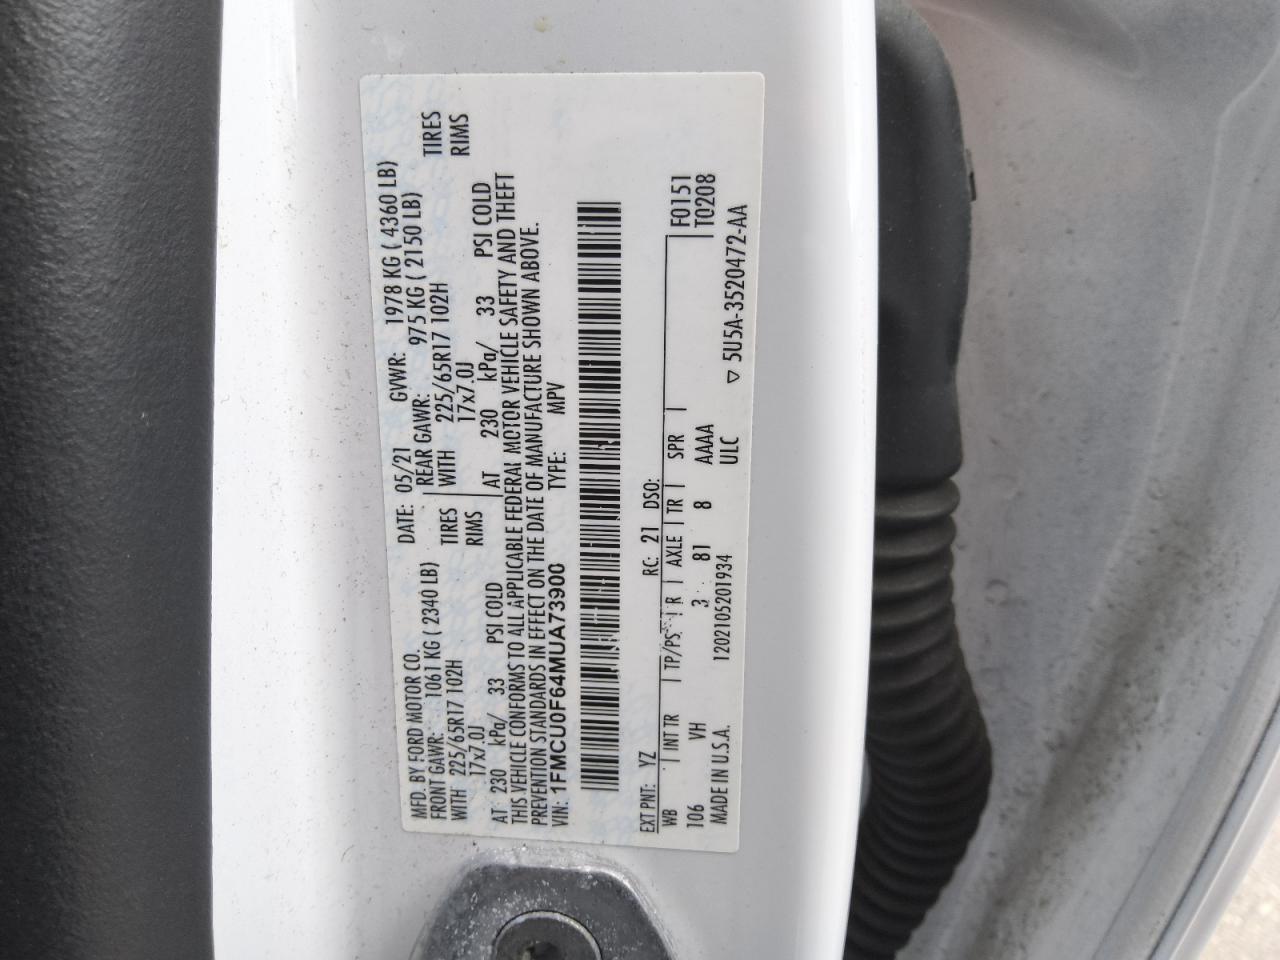 MFD. BY FORD MOTOR CO.
DATE: 05/21 GVWR: 1978 KG ( 4360 LB)
FRONT GAWR: 1061 KG ( 2340 LB) REAR GAWR: 975 KG ( 2150 LB)
WITH 225/65R17 102H TIRES WITH 225/65R17 102H TIRES
17x7.0J RIMS 17x7.0J RIMS
AT 230 kPa/ 33 PSI COLD AT 230 kPa/ 33 PSI COLD
THIS VEHICLE CONFORMS TO ALL APPLICABLE FEDERAL MOTOR VEHICLE SAFETY AND THEFT
PREVENTION STANDARDS IN EFFECT ON THE DATE OF MANUFACTURE SHOWN ABOVE.
VIN: 1FMCU0F64MUA73900 TYPE: MPV
EXT PNT: YZ RC: 21 DSO: F0151
WB INT TR TP/PS R AXLE TR SPR T0208
106 VH 3 81 8 AAAA
MADE IN U.S.A. 1202105201934 ULC ▽ 5U5A-3520472-AA